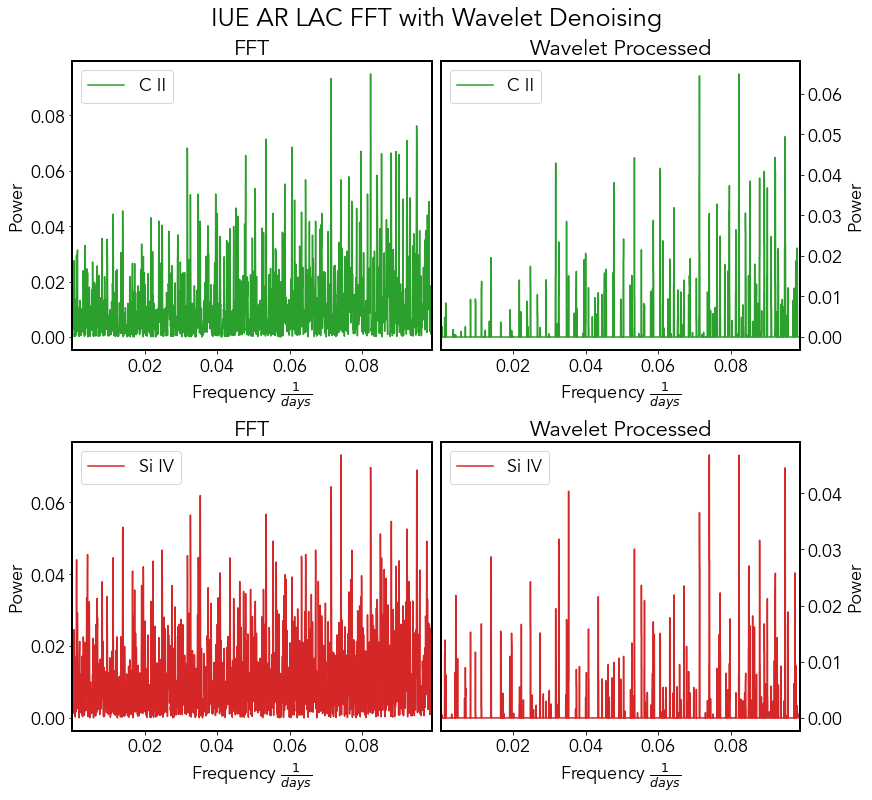 IUE AR LAC FFT with Wavelet Denoising
FFT Wavelet Processed
C II C II
0.08
0.06
0.04
0.02
0.00
Power
0.06
0.05
0.04
0.03
0.02
0.01
0.00
Power
0.02 0.04 0.06 0.08 0.02 0.04 0.06 0.08
Frequency 1/days Frequency 1/days
FFT Wavelet Processed
Si IV Si IV
0.06
0.04
0.02
0.00
Power
0.04
0.03
0.02
0.01
0.00
Power
0.02 0.04 0.06 0.08 0.02 0.04 0.06 0.08
Frequency 1/days Frequency 1/days